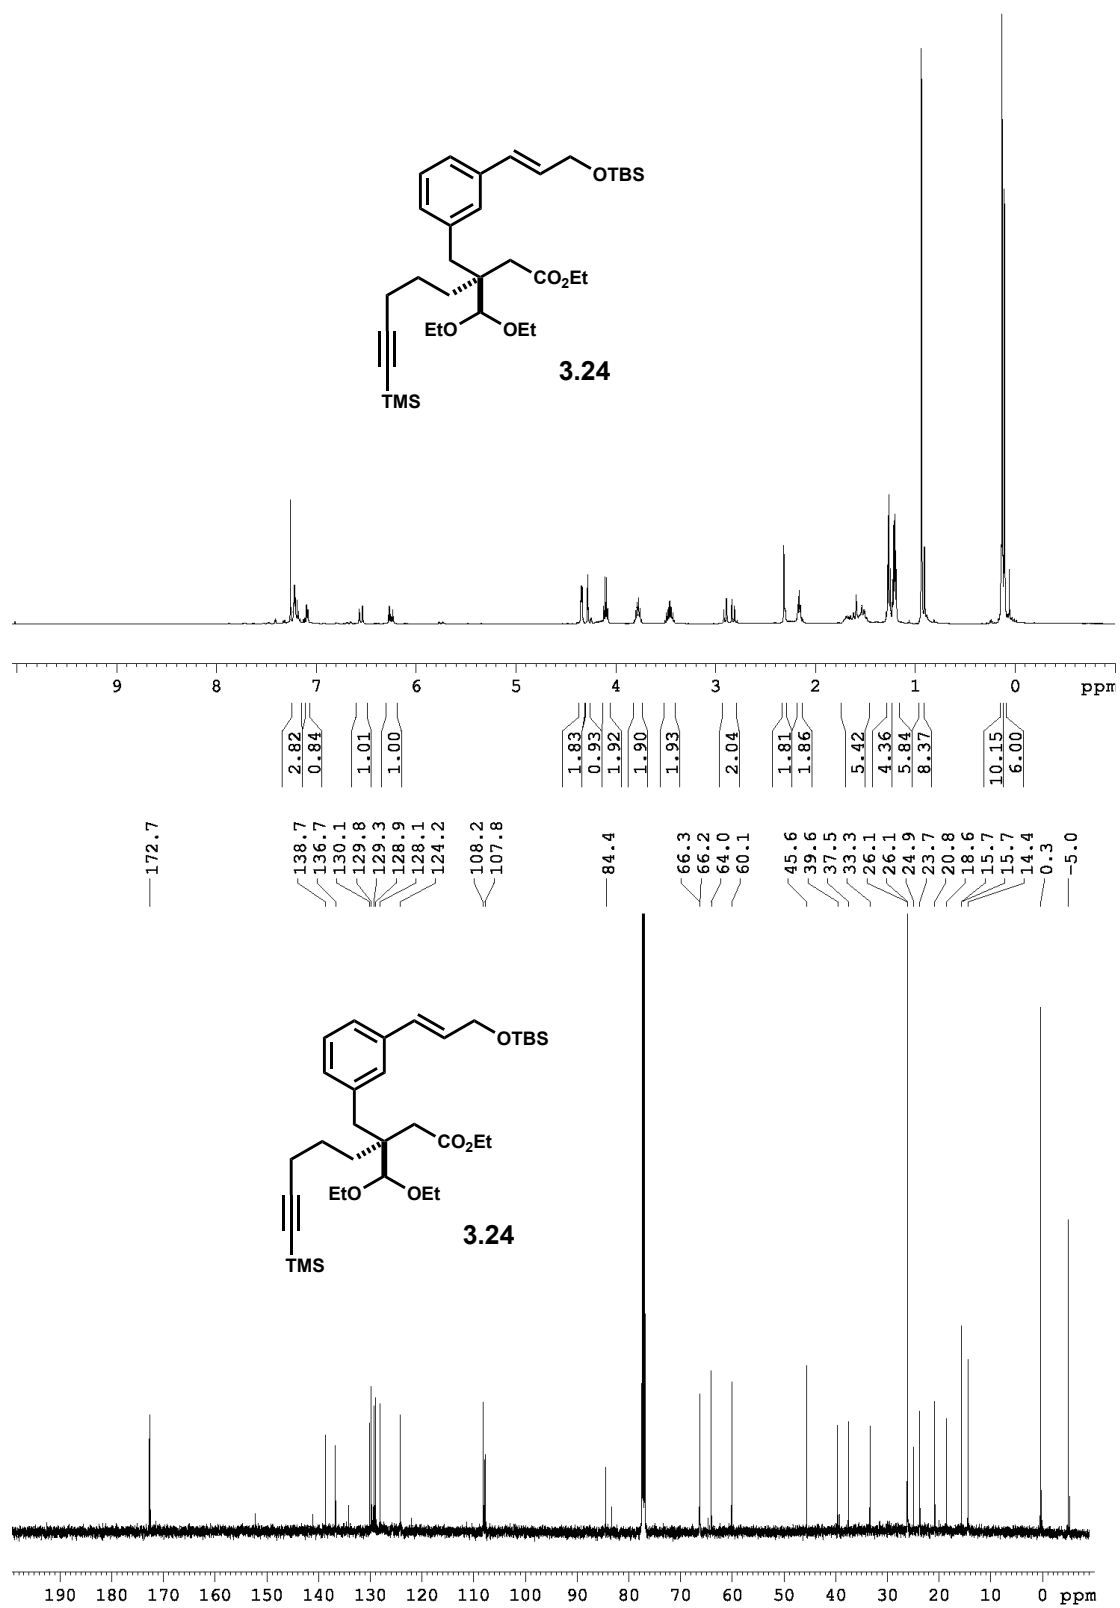 OTBS
CO2Et
EtO OEt
3.24
TMS
9 8 7 6 5 4 3 2 1 0 ppm
2.82 0.84 1.01 1.00 1.83 0.93 1.92 1.90 1.93 2.04 1.81 1.86 5.42 4.36 5.84 8.37 10.15 6.00
172.7 138.7 136.7 130.1 129.8 129.3 128.9 128.1 124.2 108.2 107.8 84.4 66.3 66.2 64.0 60.1 45.6 39.6 37.5 33.3 26.1 26.1 24.9 23.7 20.8 18.6 15.7 15.7 14.4 0.3 -5.0
OTBS
CO2Et
EtO OEt
3.24
TMS
190 180 170 160 150 140 130 120 110 100 90 80 70 60 50 40 30 20 10 0 ppm